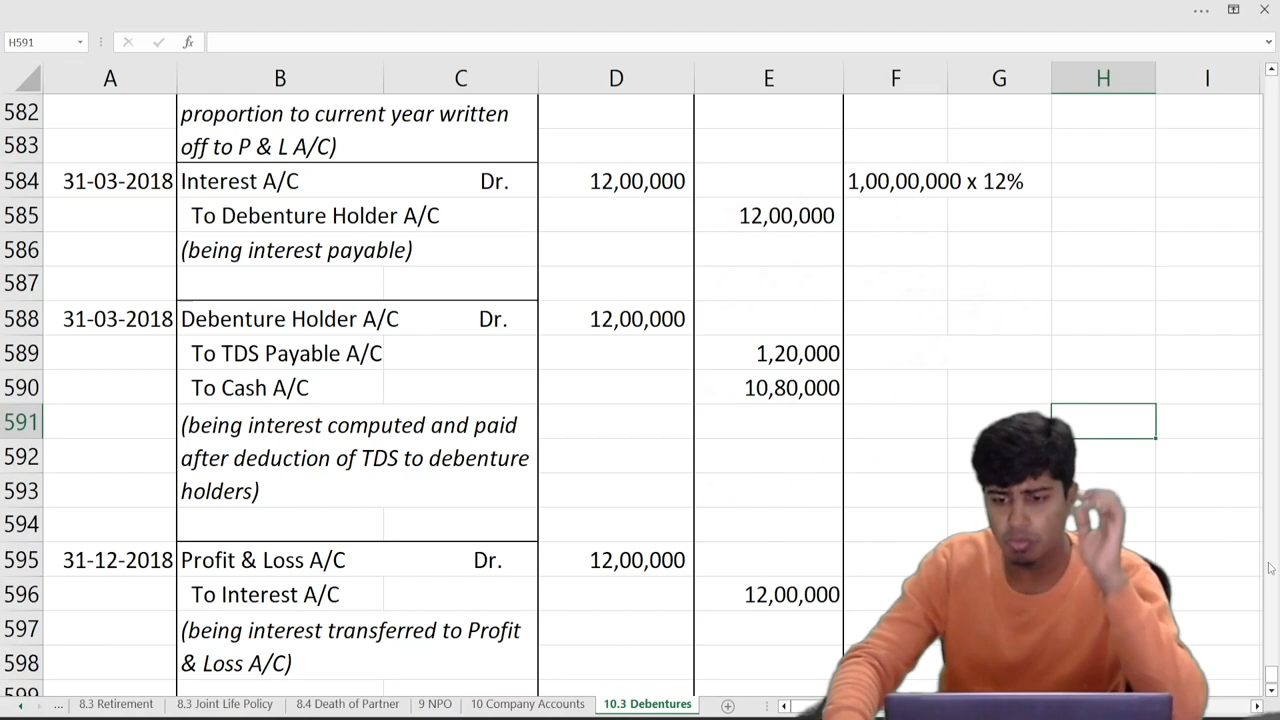 H591
fx
A B C D E F G H I
582 proportion to current year written
583 off to P & L A/C)
584 31-03-2018 Interest A/C Dr. 12,00,000 1,00,00,000 x 12%
585 To Debenture Holder A/C 12,00,000
586 (being interest payable)
587
588 31-03-2018 Debenture Holder A/C Dr. 12,00,000
589 To TDS Payable A/C 1,20,000
590 To Cash A/C 10,80,000
591 (being interest computed and paid
592 after deduction of TDS to debenture
593 holders)
594
595 31-12-2018 Profit & Loss A/C Dr. 12,00,000
596 To Interest A/C 12,00,000
597 (being interest transferred to Profit
598 & Loss A/C)
599
... 8.3 Retirement 8.3 Joint Life Policy 8.4 Death of Partner 9 NPO 10 Company Accounts 10.3 Debentures